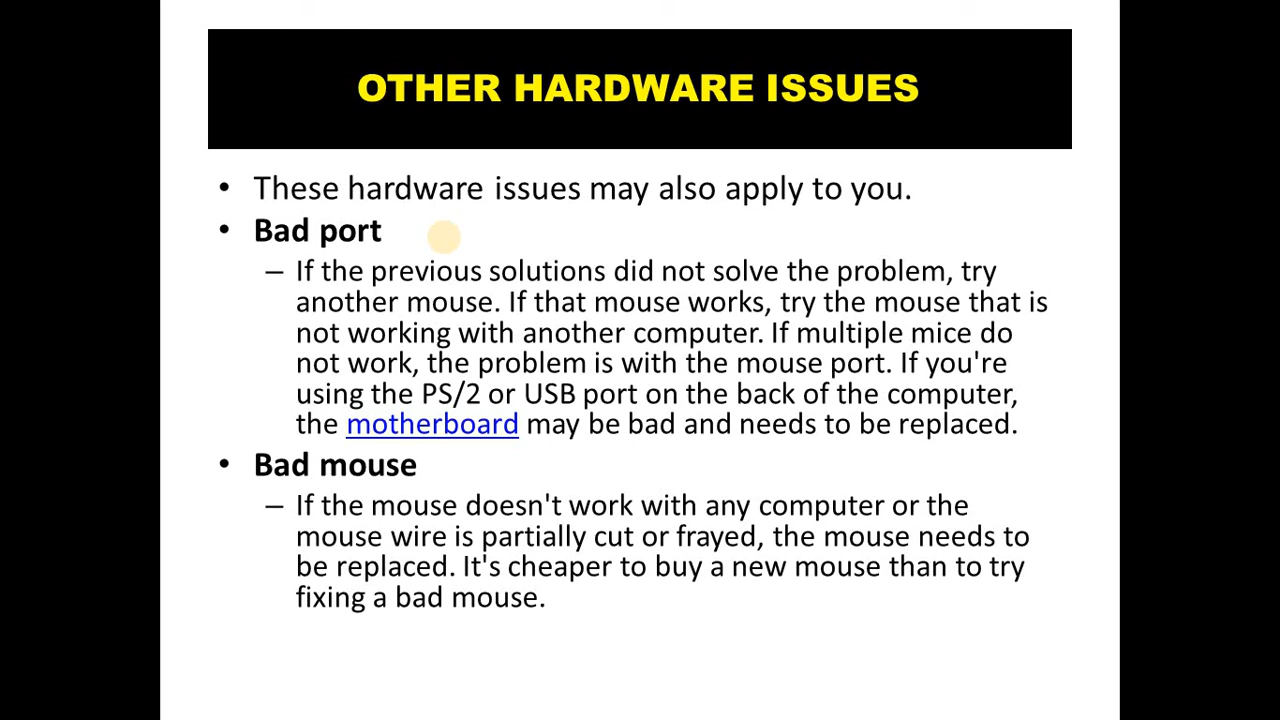 OTHER HARDWARE ISSUES
• These hardware issues may also apply to you.
• Bad port
– If the previous solutions did not solve the problem, try
another mouse. If that mouse works, try the mouse that is
not working with another computer. If multiple mice do
not work, the problem is with the mouse port. If you're
using the PS/2 or USB port on the back of the computer,
the motherboard may be bad and needs to be replaced.
• Bad mouse
– If the mouse doesn't work with any computer or the
mouse wire is partially cut or frayed, the mouse needs to
be replaced. It's cheaper to buy a new mouse than to try
fixing a bad mouse.